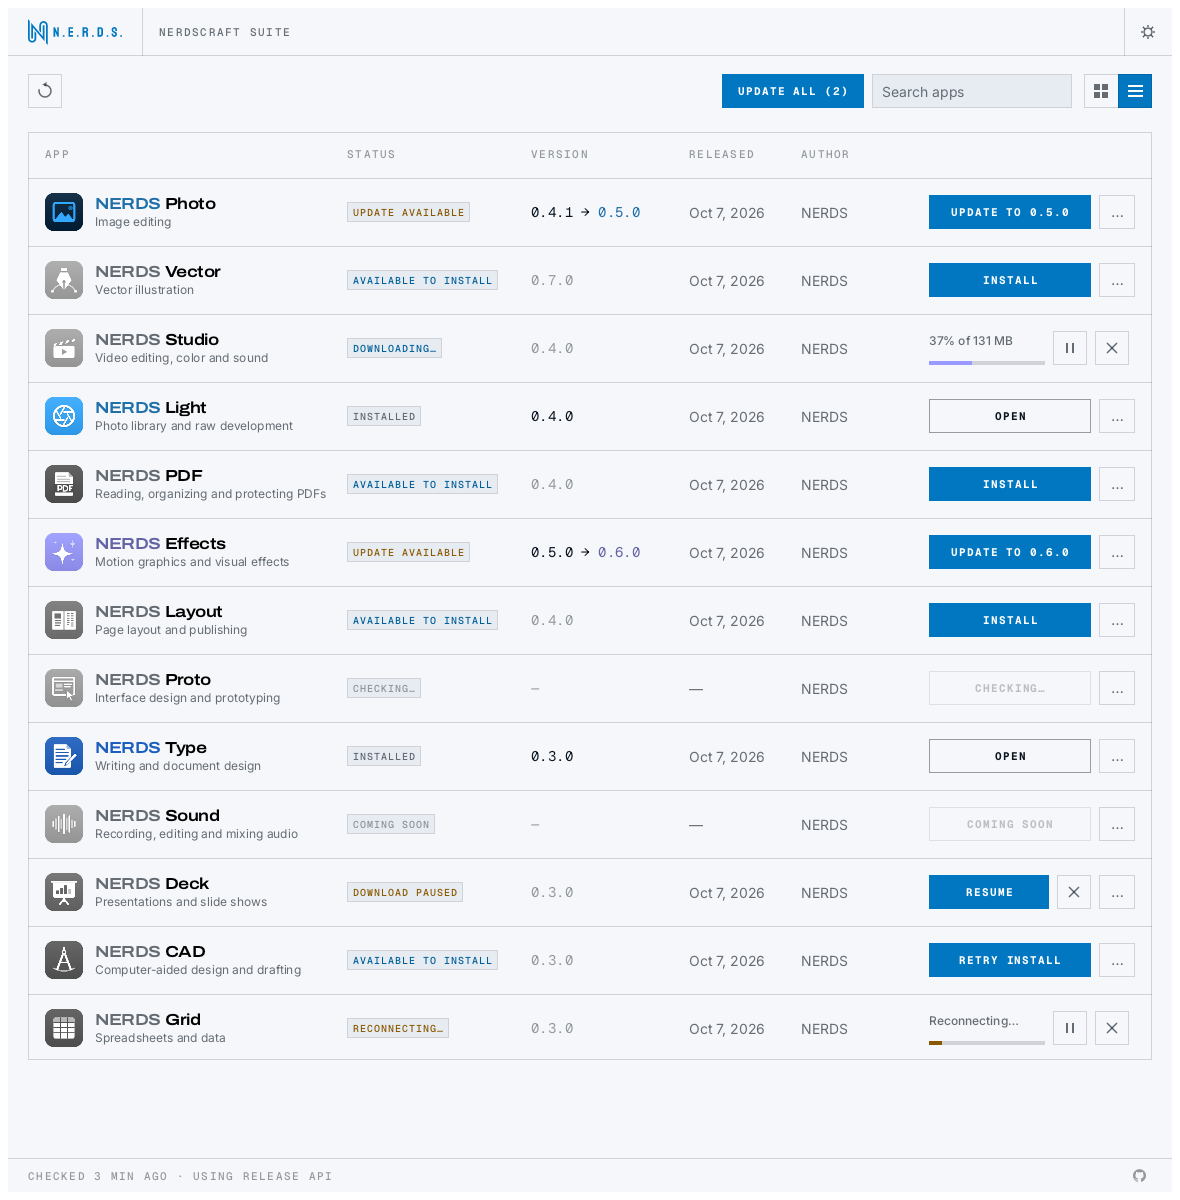 N.E.R.D.S. NERDSCRAFT SUITE
UPDATE ALL (2) Search apps
APP STATUS VERSION RELEASED AUTHOR
NERDS Photo
Image editing
UPDATE AVAILABLE 0.4.1 → 0.5.0 Oct 7, 2026 NERDS UPDATE TO 0.5.0 ...
NERDS Vector
Vector illustration
AVAILABLE TO INSTALL 0.7.0 Oct 7, 2026 NERDS INSTALL ...
NERDS Studio
Video editing, color and sound
DOWNLOADING… 0.4.0 Oct 7, 2026 NERDS 37% of 131 MB
NERDS Light
Photo library and raw development
INSTALLED 0.4.0 Oct 7, 2026 NERDS OPEN ...
NERDS PDF
Reading, organizing and protecting PDFs
AVAILABLE TO INSTALL 0.4.0 Oct 7, 2026 NERDS INSTALL ...
NERDS Effects
Motion graphics and visual effects
UPDATE AVAILABLE 0.5.0 → 0.6.0 Oct 7, 2026 NERDS UPDATE TO 0.6.0 ...
NERDS Layout
Page layout and publishing
AVAILABLE TO INSTALL 0.4.0 Oct 7, 2026 NERDS INSTALL ...
NERDS Proto
Interface design and prototyping
CHECKING… — — NERDS CHECKING… ...
NERDS Type
Writing and document design
INSTALLED 0.3.0 Oct 7, 2026 NERDS OPEN ...
NERDS Sound
Recording, editing and mixing audio
COMING SOON — — NERDS COMING SOON ...
NERDS Deck
Presentations and slide shows
DOWNLOAD PAUSED 0.3.0 Oct 7, 2026 NERDS RESUME ...
NERDS CAD
Computer-aided design and drafting
AVAILABLE TO INSTALL 0.3.0 Oct 7, 2026 NERDS RETRY INSTALL ...
NERDS Grid
Spreadsheets and data
RECONNECTING… 0.3.0 Oct 7, 2026 NERDS Reconnecting…
CHECKED 3 MIN AGO · USING RELEASE API